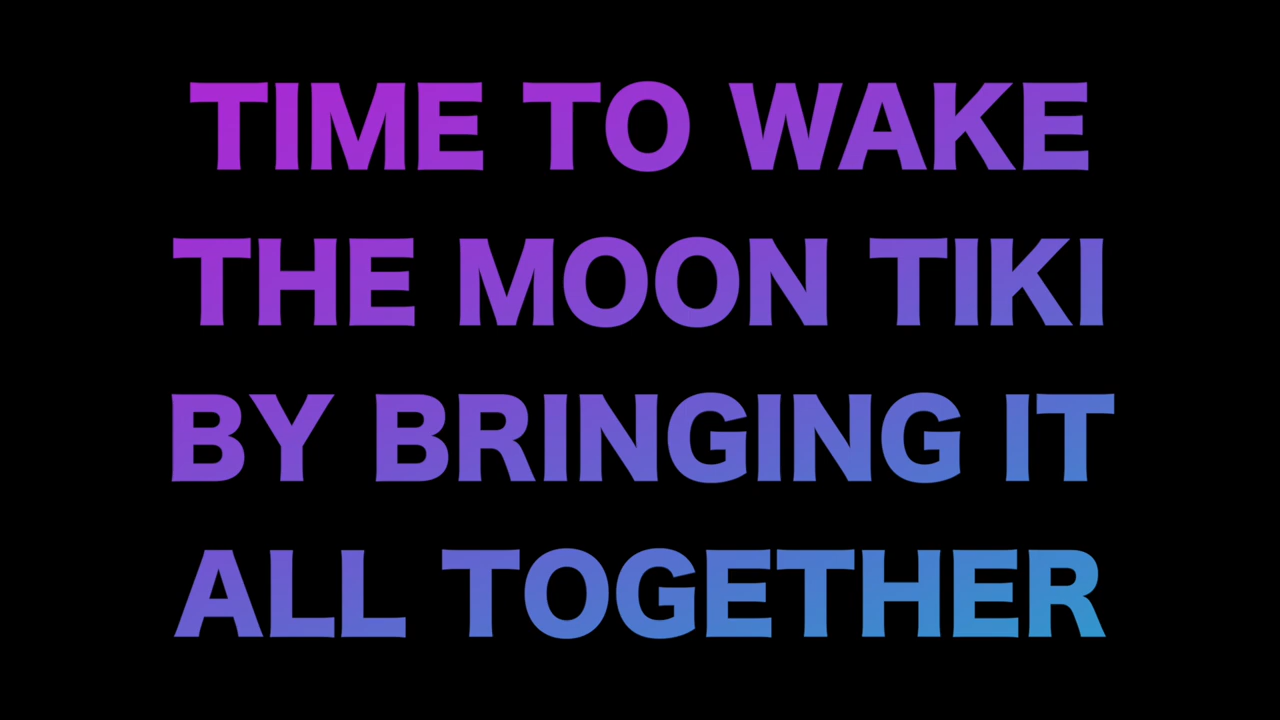 TIME TO WAKE
THE MOON TIKI
BY BRINGING IT
ALL TOGETHER